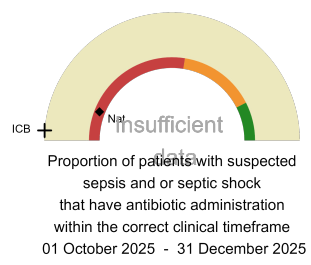 Nat
ICB
Insufficient
data
Proportion of patients with suspected
sepsis and or septic shock
that have antibiotic administration
within the correct clinical timeframe
01 October 2025 - 31 December 2025